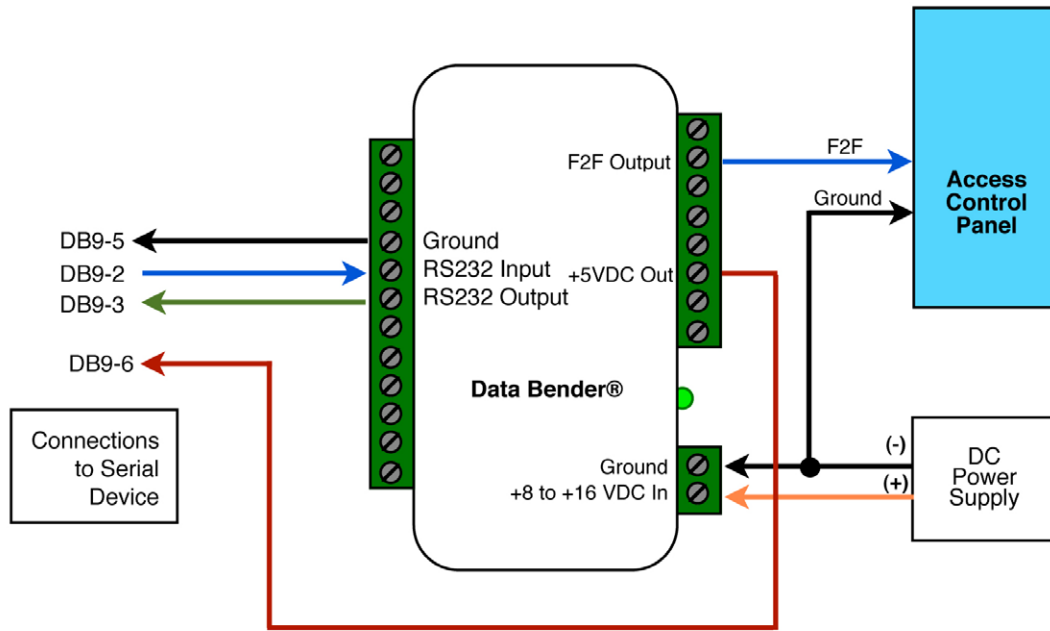 F2F Output
F2F
Access
Control
Panel
Ground
DB9-5
Ground
DB9-2
RS232 Input
+5VDC Out
DB9-3
RS232 Output
DB9-6
Data Bender®
Connections
to Serial
Device
Ground
+8 to +16 VDC In
(-)
(+)
DC
Power
Supply